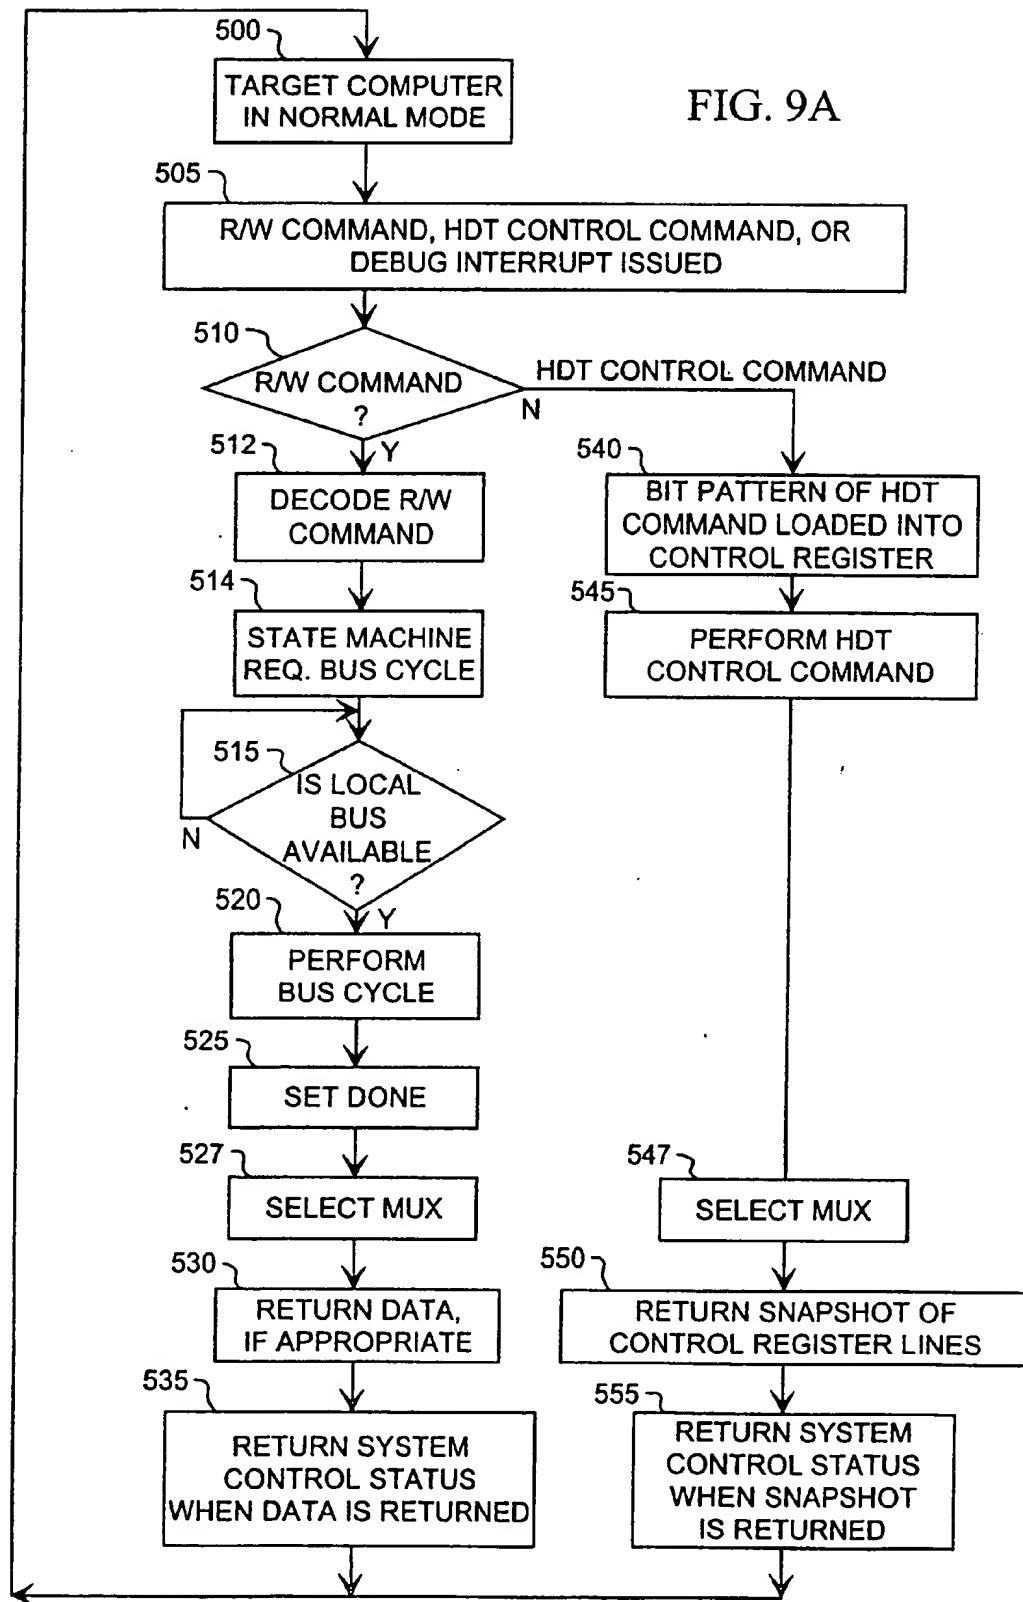 500
TARGET COMPUTER
IN NORMAL MODE
FIG. 9A
505
R/W COMMAND, HDT CONTROL COMMAND, OR
DEBUG INTERRUPT ISSUED
510
R/W COMMAND
?
HDT CONTROL COMMAND
N
Y
512
DECODE R/W
COMMAND
540
BIT PATTERN OF HDT
COMMAND LOADED INTO
CONTROL REGISTER
514
STATE MACHINE
REQ. BUS CYCLE
545
PERFORM HDT
CONTROL COMMAND
515
IS LOCAL
BUS
AVAILABLE
?
N
Y
520
PERFORM
BUS CYCLE
525
SET DONE
527
SELECT MUX
547
SELECT MUX
530
RETURN DATA,
IF APPROPRIATE
550
RETURN SNAPSHOT OF
CONTROL REGISTER LINES
535
RETURN SYSTEM
CONTROL STATUS
WHEN DATA IS RETURNED
555
RETURN SYSTEM
CONTROL STATUS
WHEN SNAPSHOT
IS RETURNED